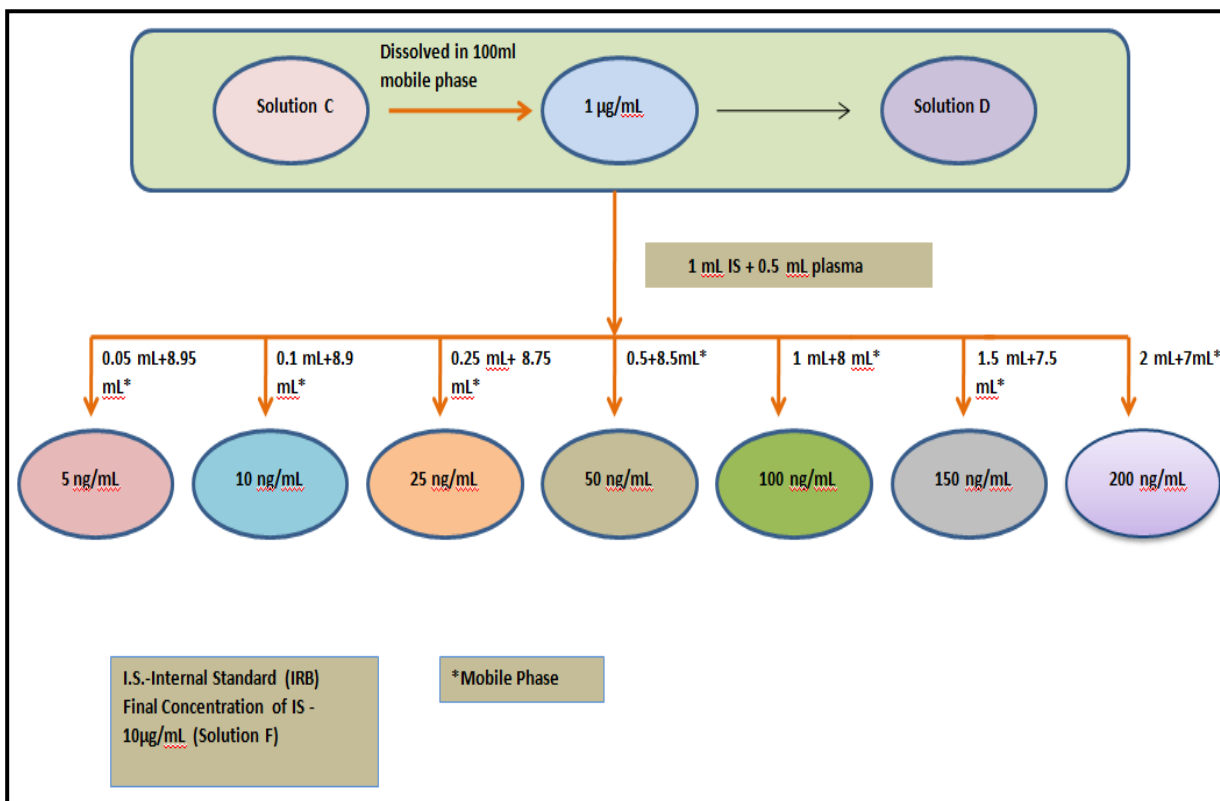 Dissolved in 100ml
mobile phase
Solution C
1 µg/mL
Solution D
1 mL IS + 0.5 mL plasma
0.05 mL+8.95
mL*
0.1 mL+8.9
mL*
0.25 mL+ 8.75
mL*
0.5+8.5mL*
1 mL+8 mL*
1.5 mL+7.5
mL*
2 mL+7mL*
5 ng/mL
10 ng/mL
25 ng/mL
50 ng/mL
100 ng/mL
150 ng/mL
200 ng/mL
I.S.-Internal Standard (IRB)
Final Concentration of IS -
10µg/mL (Solution F)
*Mobile Phase